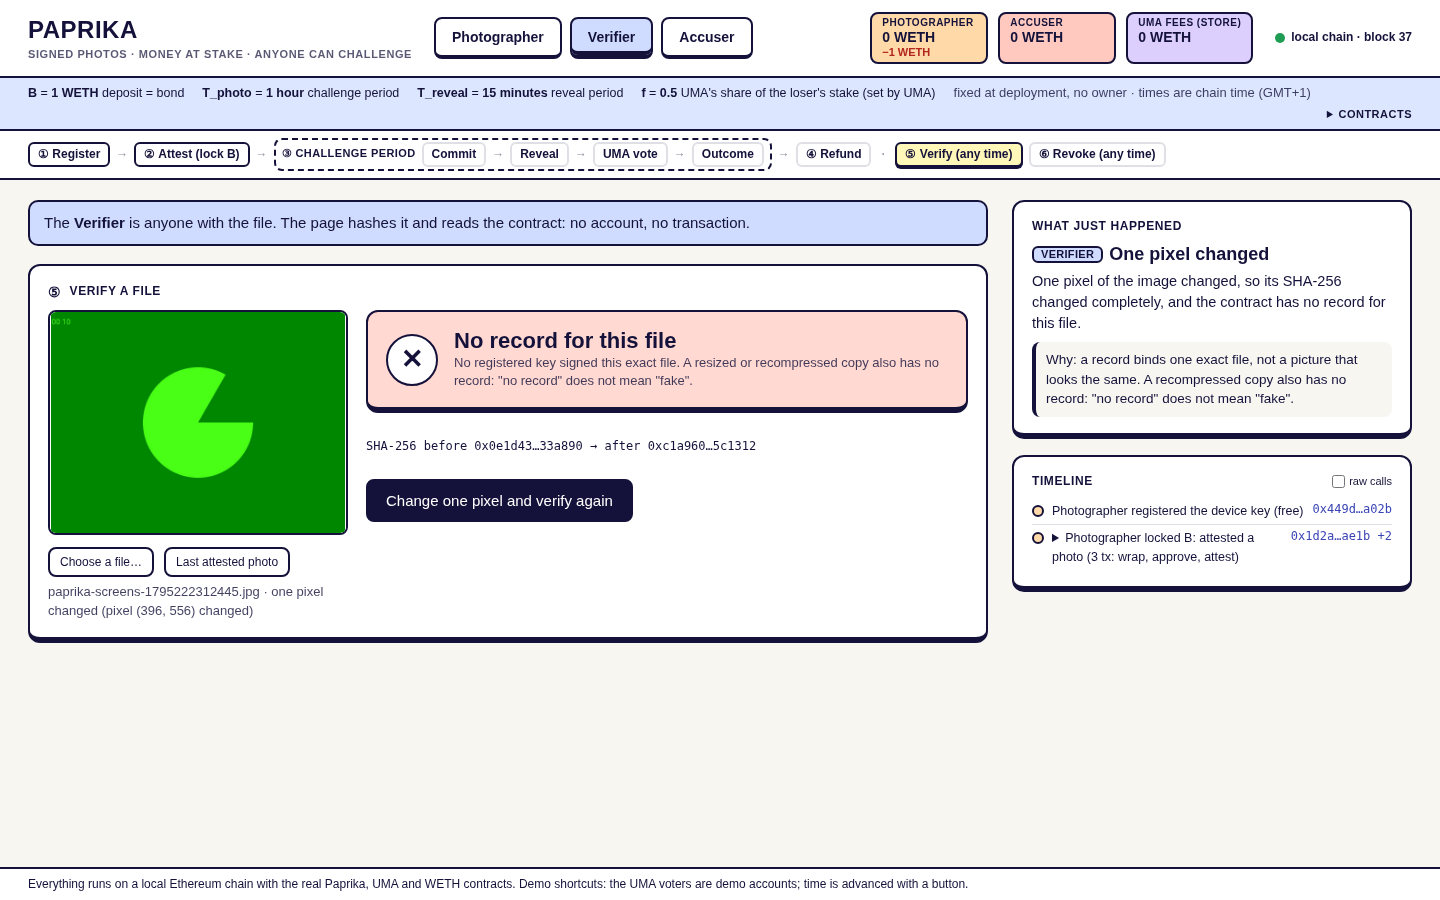 PAPRIKA
SIGNED PHOTOS · MONEY AT STAKE · ANYONE CAN CHALLENGE
Photographer
Verifier
Accuser
PHOTOGRAPHER
0 WETH
−1 WETH
ACCUSER
0 WETH
UMA FEES (STORE)
0 WETH
local chain · block 37
B = 1 WETH deposit = bond T_photo = 1 hour challenge period T_reveal = 15 minutes reveal period f = 0.5 UMA's share of the loser's stake (set by UMA) fixed at deployment, no owner · times are chain time (GMT+1)
▸ CONTRACTS
① Register → ② Attest (lock B) → ③ CHALLENGE PERIOD Commit → Reveal → UMA vote → Outcome → ④ Refund · ⑤ Verify (any time) ⑥ Revoke (any time)
The Verifier is anyone with the file. The page hashes it and reads the contract: no account, no transaction.
⑤ VERIFY A FILE
00 10
✕
No record for this file
No registered key signed this exact file. A resized or recompressed copy also has no
record: "no record" does not mean "fake".
SHA-256 before 0x0e1d43…33a890 → after 0xc1a960…5c1312
Change one pixel and verify again
Choose a file…
Last attested photo
paprika-screens-1795222312445.jpg · one pixel
changed (pixel (396, 556) changed)
WHAT JUST HAPPENED
VERIFIER One pixel changed
One pixel of the image changed, so its SHA-256
changed completely, and the contract has no record for
this file.
Why: a record binds one exact file, not a picture that
looks the same. A recompressed copy also has no
record: "no record" does not mean "fake".
TIMELINE
raw calls
Photographer registered the device key (free) 0x449d…a02b
▸ Photographer locked B: attested a 0x1d2a…ae1b +2
photo (3 tx: wrap, approve, attest)
Everything runs on a local Ethereum chain with the real Paprika, UMA and WETH contracts. Demo shortcuts: the UMA voters are demo accounts; time is advanced with a button.